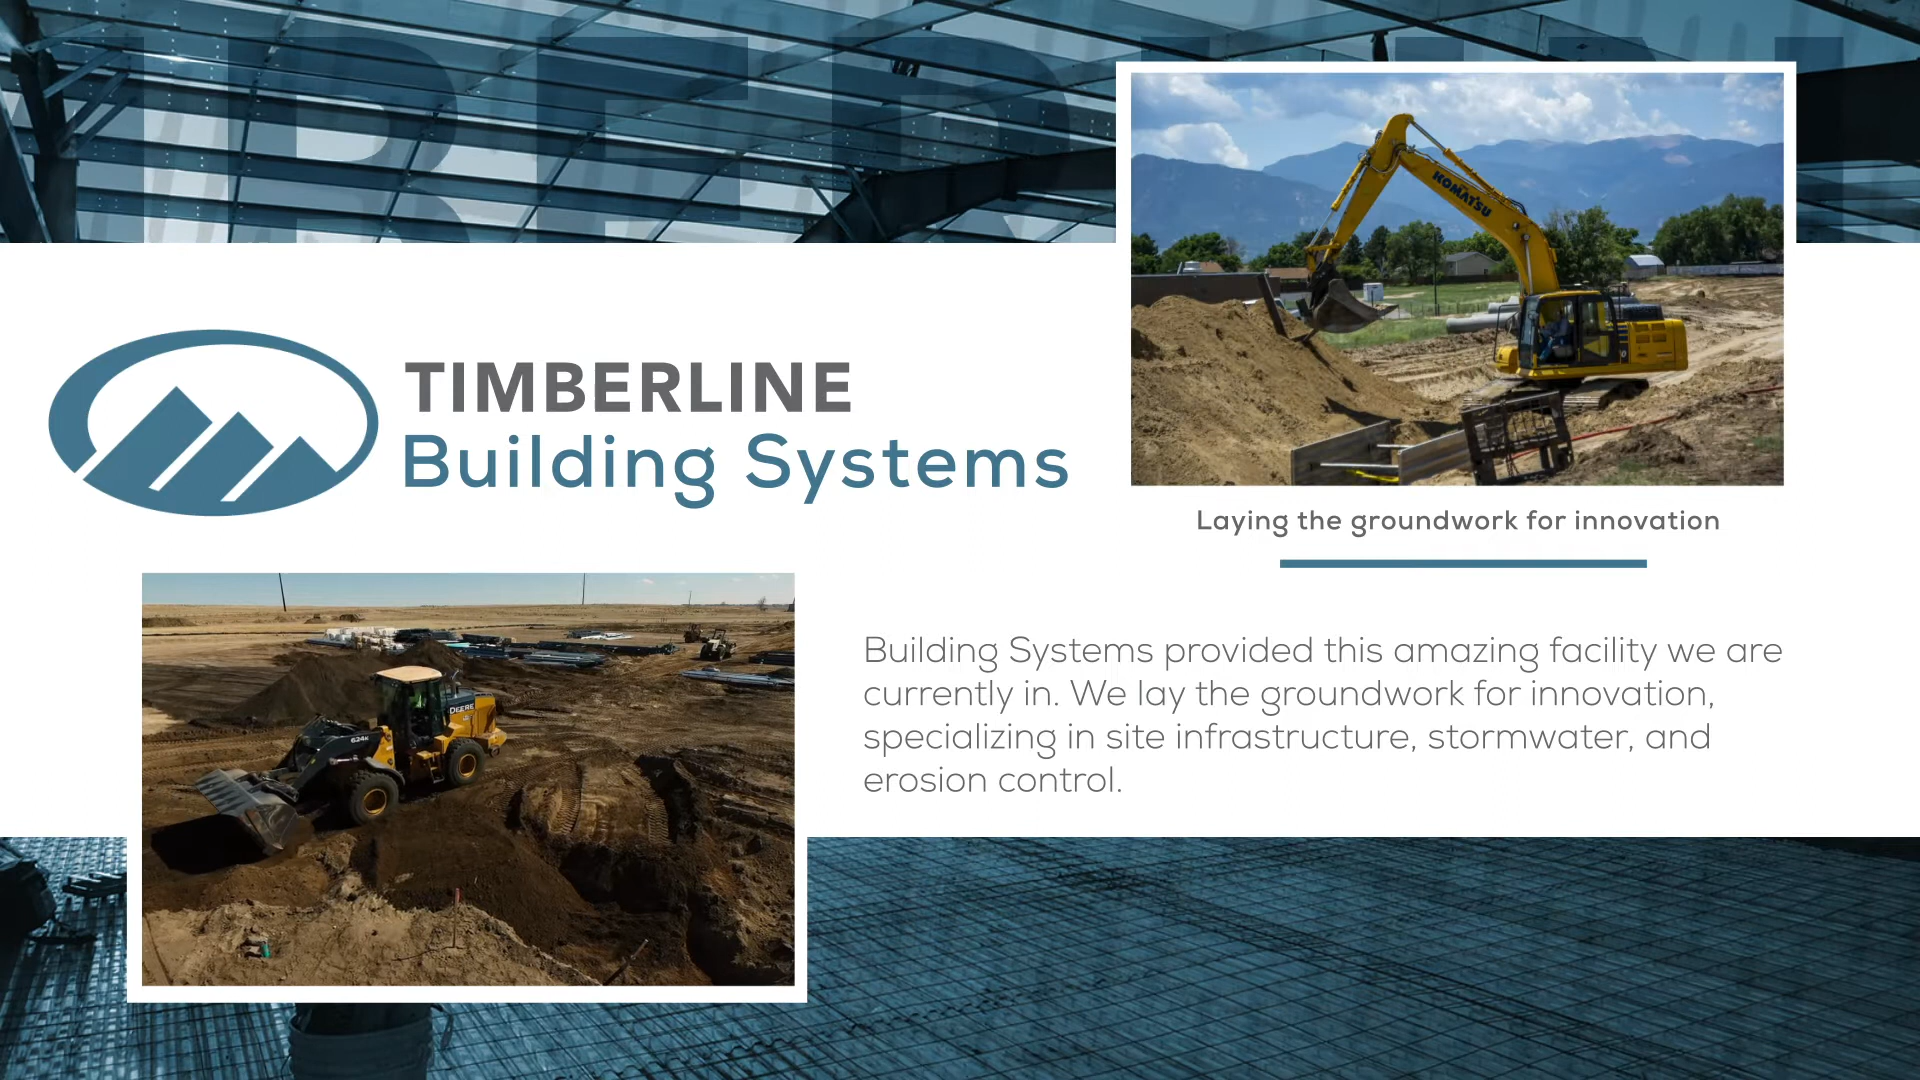 TIMBERLINE
Building Systems
KOMATSU
Laying the groundwork for innovation
DEERE
624K
Building Systems provided this amazing facility we are
currently in. We lay the groundwork for innovation,
specializing in site infrastructure, stormwater, and
erosion control.